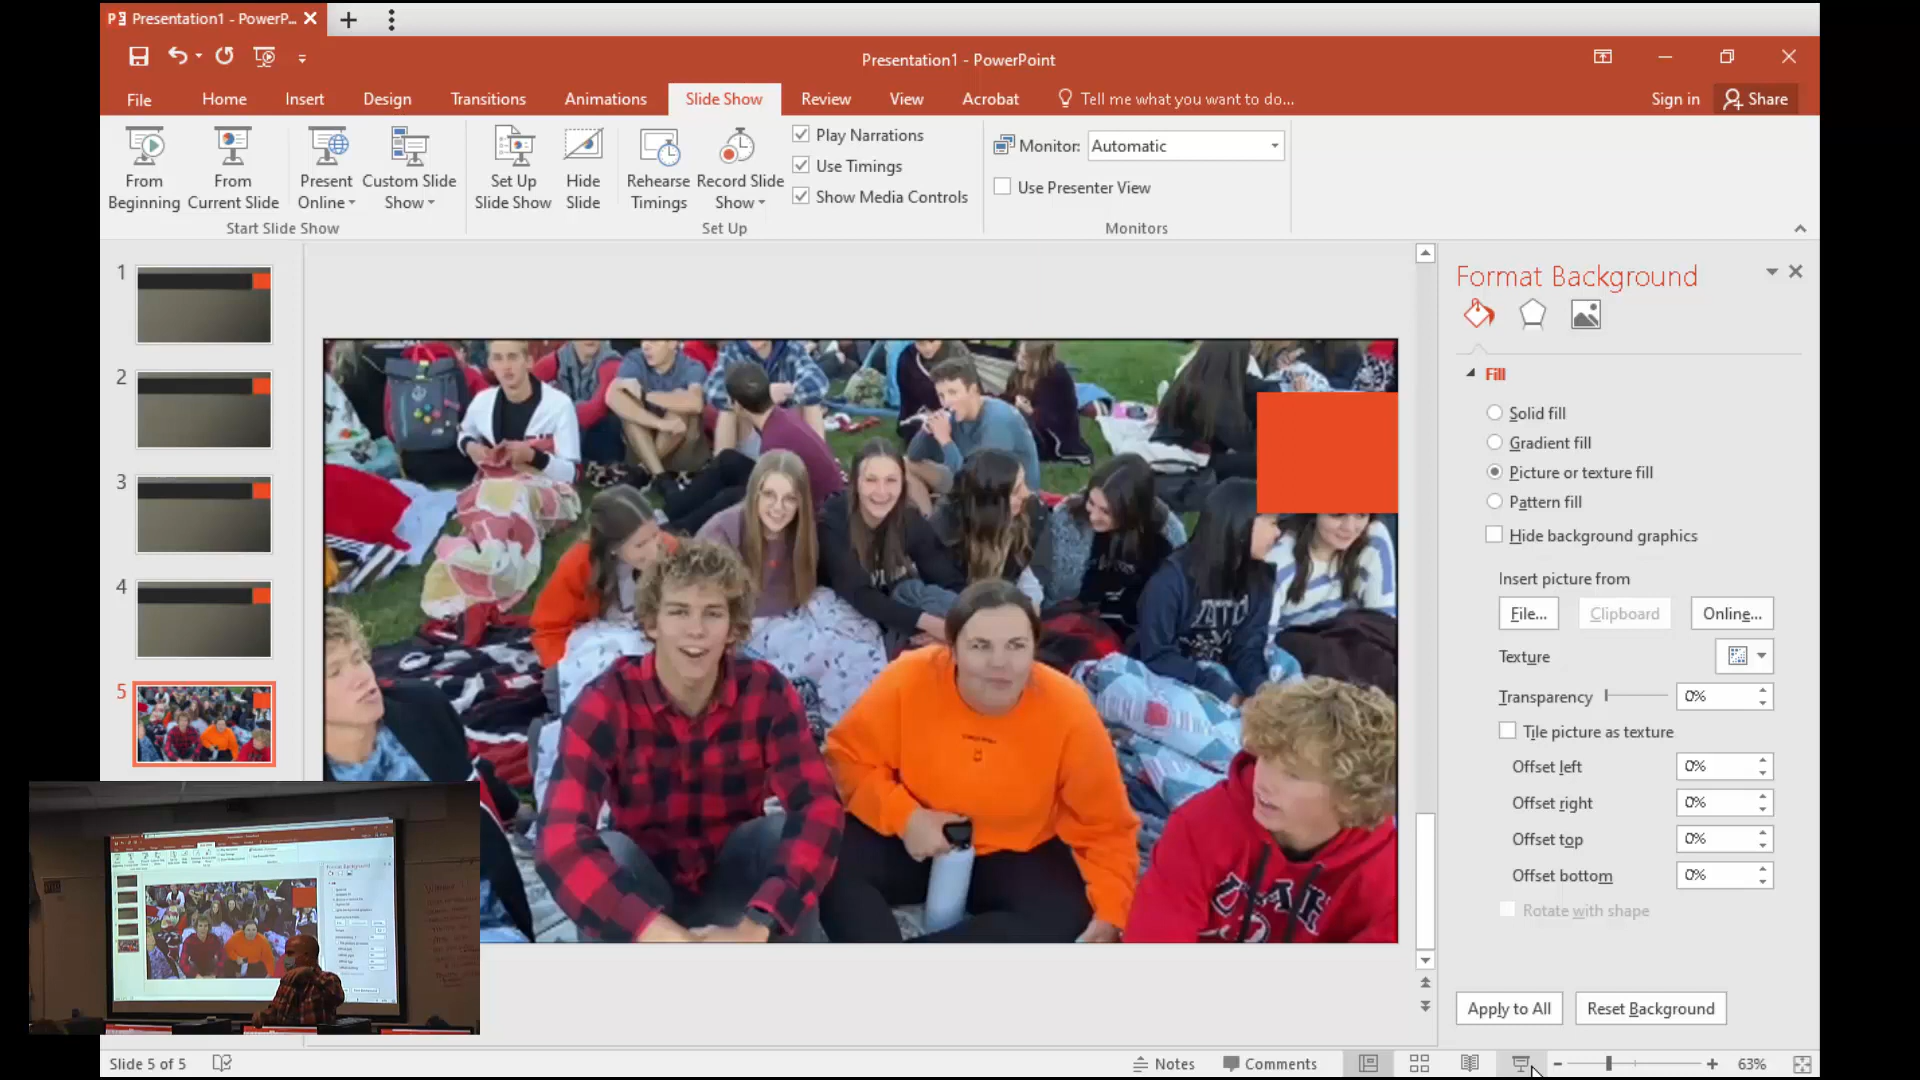 Presentation1 - PowerP...
Presentation1 - PowerPoint
File Home Insert Design Transitions Animations Slide Show Review View Acrobat Tell me what you want to do... Sign in Share
From Beginning
From Current Slide
Present Online
Custom Slide Show
Start Slide Show
Set Up Slide Show
Hide Slide
Rehearse Timings
Record Slide Show
Play Narrations
Use Timings
Show Media Controls
Set Up
Monitor: Automatic
Use Presenter View
Monitors
1
2
3
4
5
UTAH
Format Background
Fill
Solid fill
Gradient fill
Picture or texture fill
Pattern fill
Hide background graphics
Insert picture from
File... Clipboard Online...
Texture
Transparency 0%
Tile picture as texture
Offset left 0%
Offset right 0%
Offset top 0%
Offset bottom 0%
Rotate with shape
Apply to All Reset Background
Slide 5 of 5 Notes Comments 63%